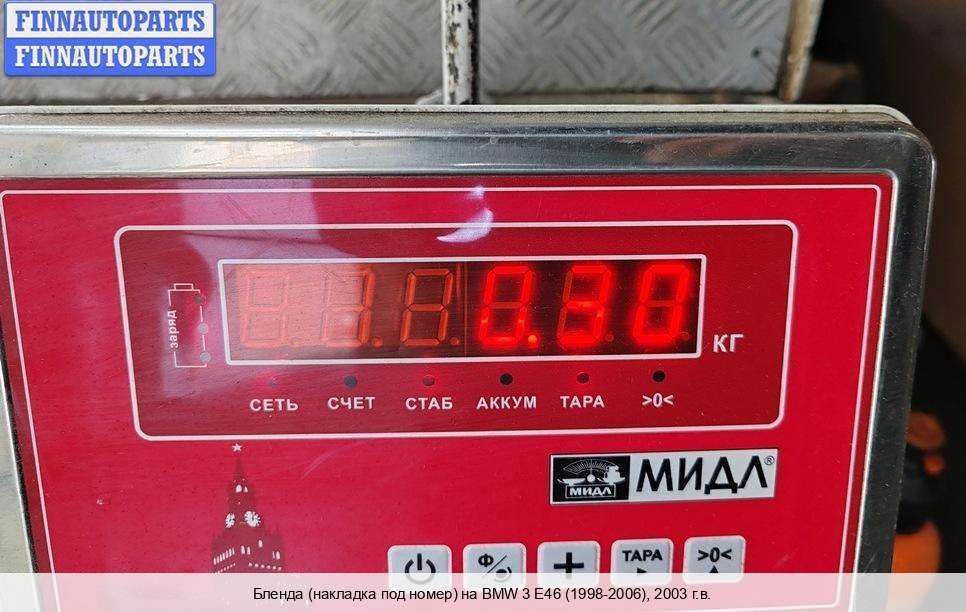 FINNAUTOPARTS
FINNAUTOPARTS
заряд
0.30
КГ
СЕТЬ СЧЕТ СТАБ АККУМ ТАРА >0<
МИДЛ МИДЛ®
Ф/ + ТАРА >0<
Бленда (накладка под номер) на BMW 3 E46 (1998-2006), 2003 г.в.